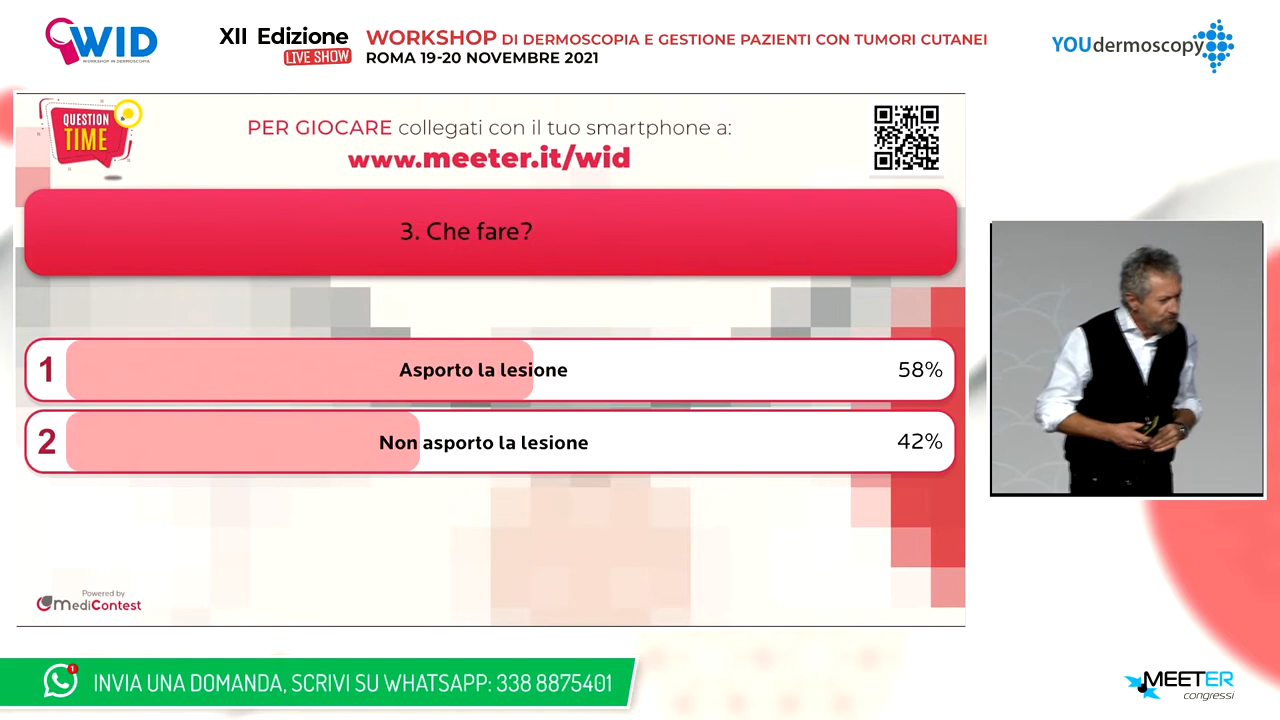 WID
WORKSHOP IN DERMOSCOPIA
XII Edizione
LIVE SHOW
WORKSHOP DI DERMOSCOPIA E GESTIONE PAZIENTI CON TUMORI CUTANEI
ROMA 19-20 NOVEMBRE 2021
YOUdermoscopy
QUESTION
TIME
PER GIOCARE collegati con il tuo smartphone a:
www.meeter.it/wid
3. Che fare?
1 Asporto la lesione 58%
2 Non asporto la lesione 42%
Powered by
mediContest
1
INVIA UNA DOMANDA, SCRIVI SU WHATSAPP: 338 8875401
MEETER
congressi